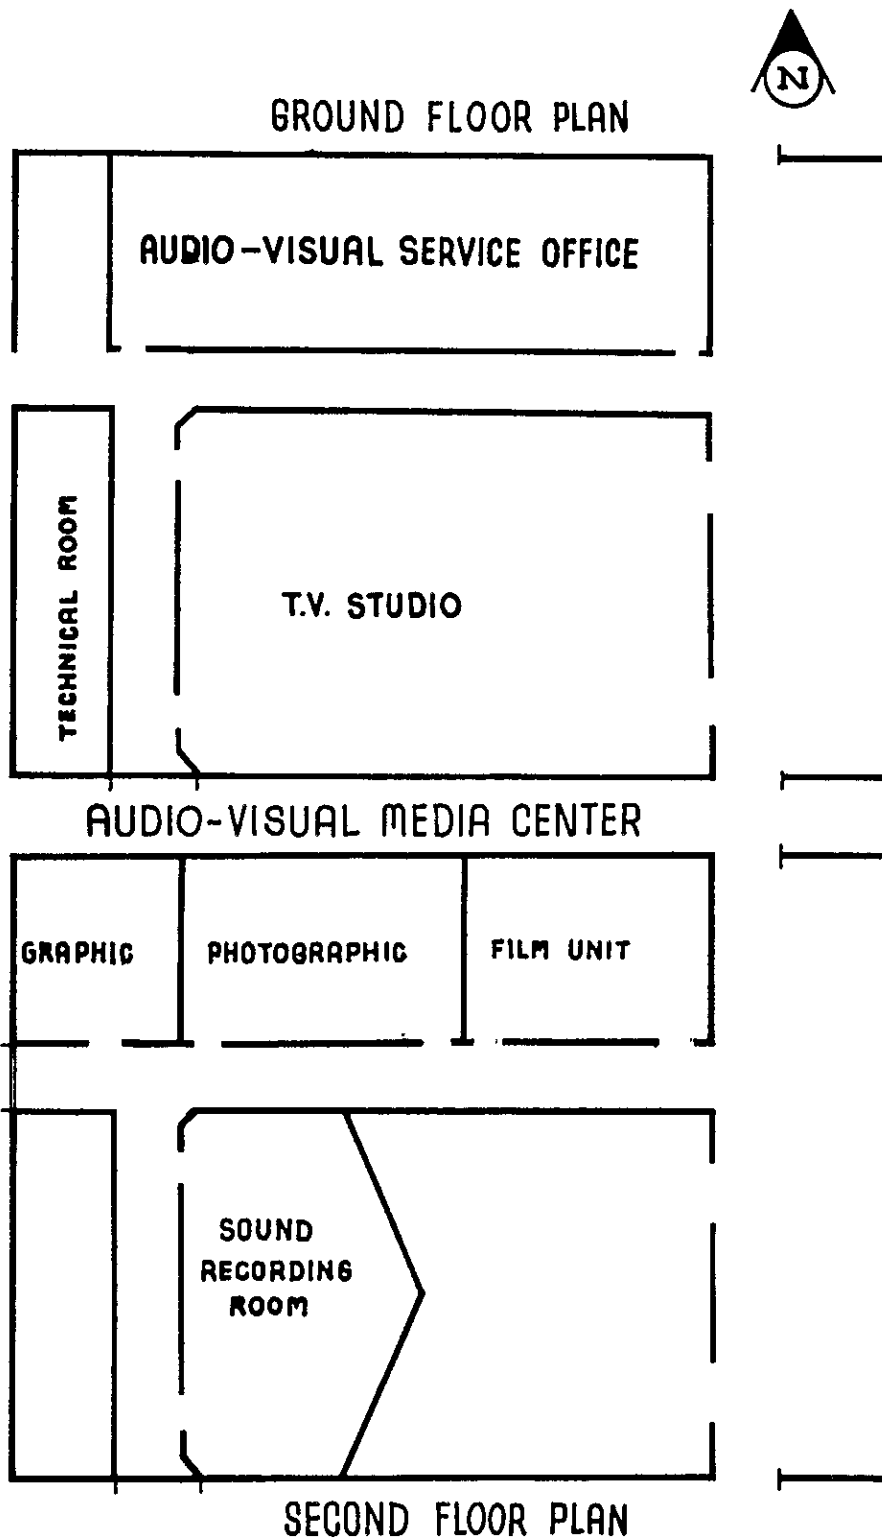 N
GROUND FLOOR PLAN
AUDIO-VISUAL SERVICE OFFICE
TECHNICAL ROOM
T.V. STUDIO
AUDIO-VISUAL MEDIA CENTER
GRAPHIC
PHOTOGRAPHIC
FILM UNIT
SOUND
RECORDING
ROOM
SECOND FLOOR PLAN